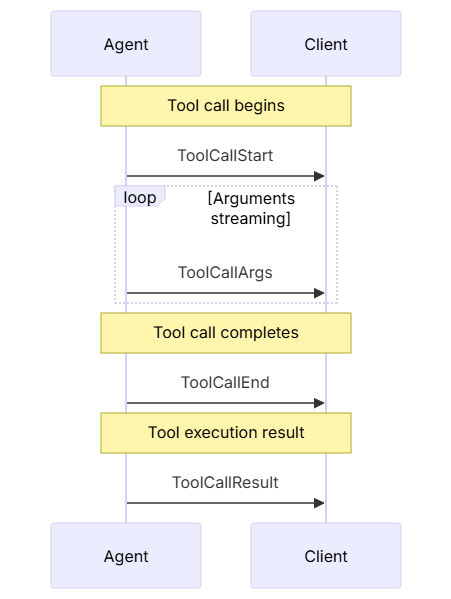 Agent
Client
Tool call begins
ToolCallStart
loop
[Arguments
streaming]
ToolCallArgs
Tool call completes
ToolCallEnd
Tool execution result
ToolCallResult
Agent
Client